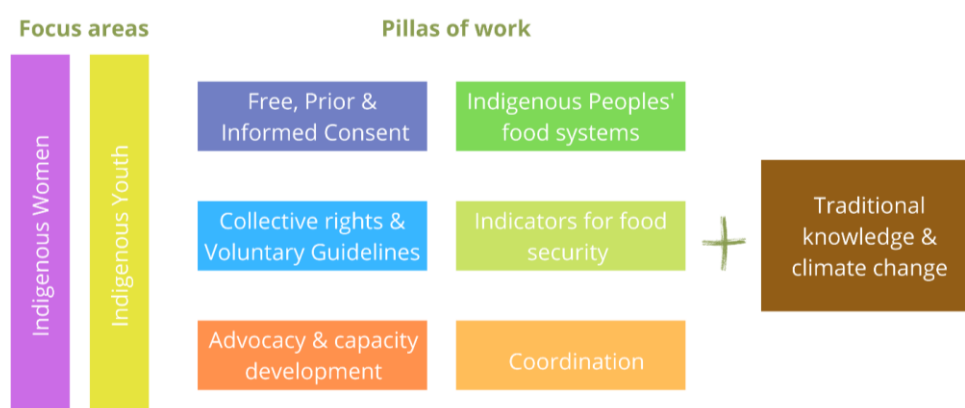 Focus areas
Pillas of work
Indigenous Women
Indigenous Youth
Free, Prior &
Informed Consent
Indigenous Peoples'
food systems
Collective rights &
Voluntary Guidelines
Indicators for food
security
Traditional
knowledge &
climate change
Advocacy & capacity
development
Coordination